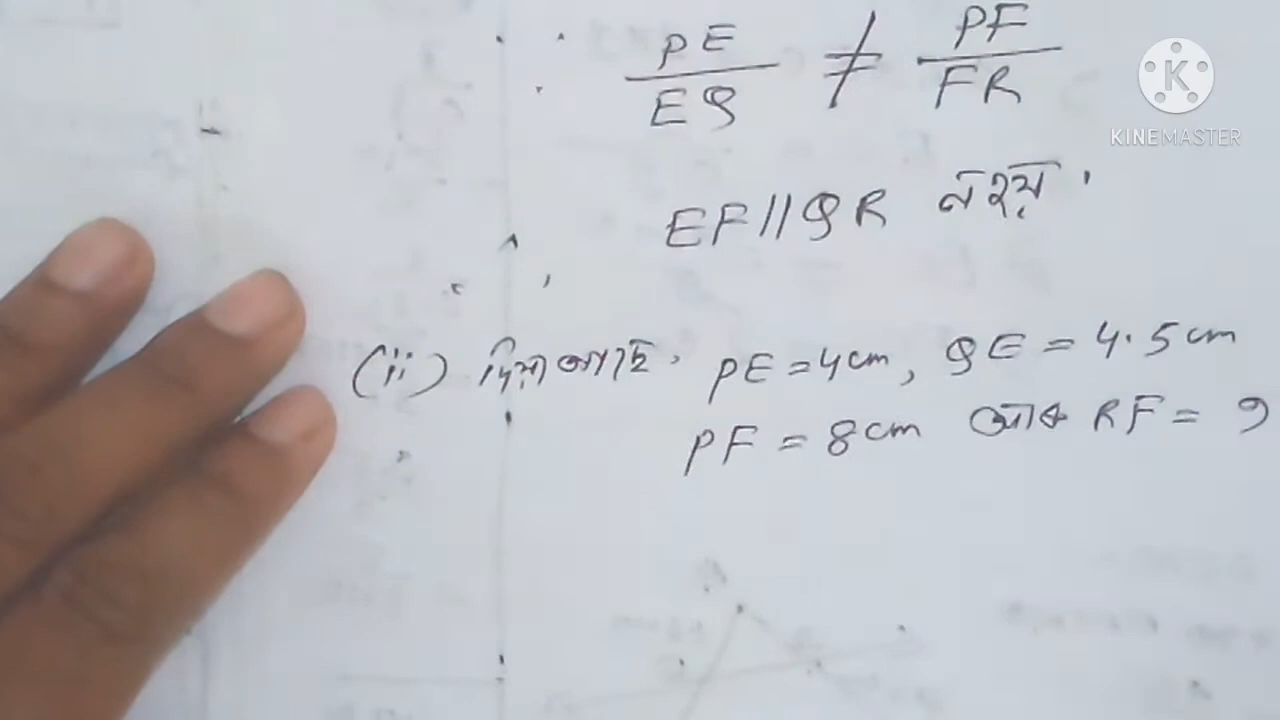 ∴ PE/EQ ≠ PF/FR
KINEMASTER
EF || QR নহয়.
(ii) দিয়া আছে, PE = 4cm, QE = 4.5cm
PF = 8cm আৰু RF = 9